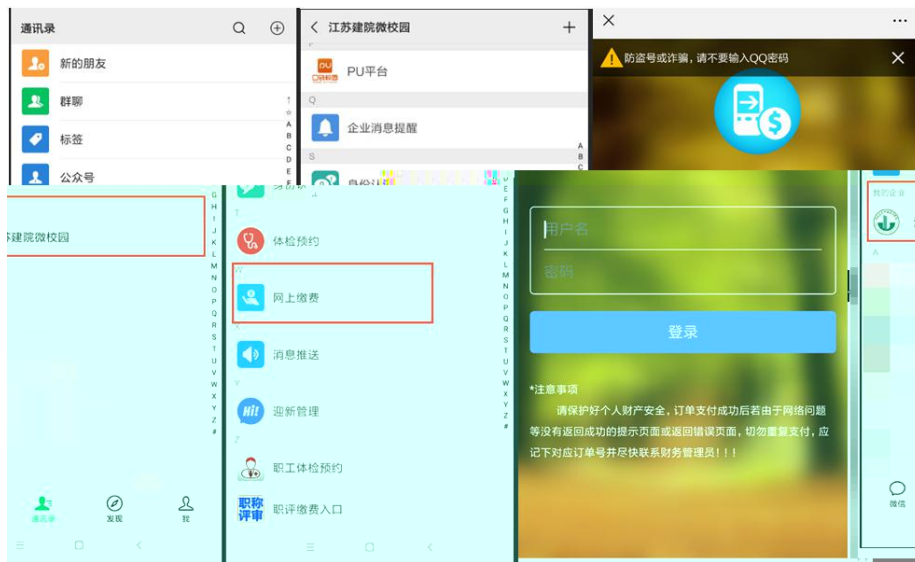 通讯录
新的朋友
群聊
标签
公众号
↑
☆
A
B
C
D
E
F
G
H
I
J
K
L
M
N
O
P
Q
R
S
T
U
V
W
X
Y
Z
#
苏建院微校园
通讯录
发现
我
江苏建院微校园
PU平台
Q
企业消息提醒
S
T
体检预约
W
网上缴费
X
消息推送
Y
Hi!
迎新管理
Z
职工体检预约
职称
评审
职评缴费入口
A
B
C
D
E
F
G
H
I
J
K
L
M
N
O
P
Q
R
S
T
U
V
W
X
Y
Z
#
防盗号或诈骗,请不要输入QQ密码
用户名
密码
登录
*注意事项
请保护好个人财产安全,订单支付成功后若由于网络问题
等没有返回成功的提示页面或返回错误页面,切勿重复支付,应
记下对应订单号并尽快联系财务管理员!!!
我的企业
A
微信